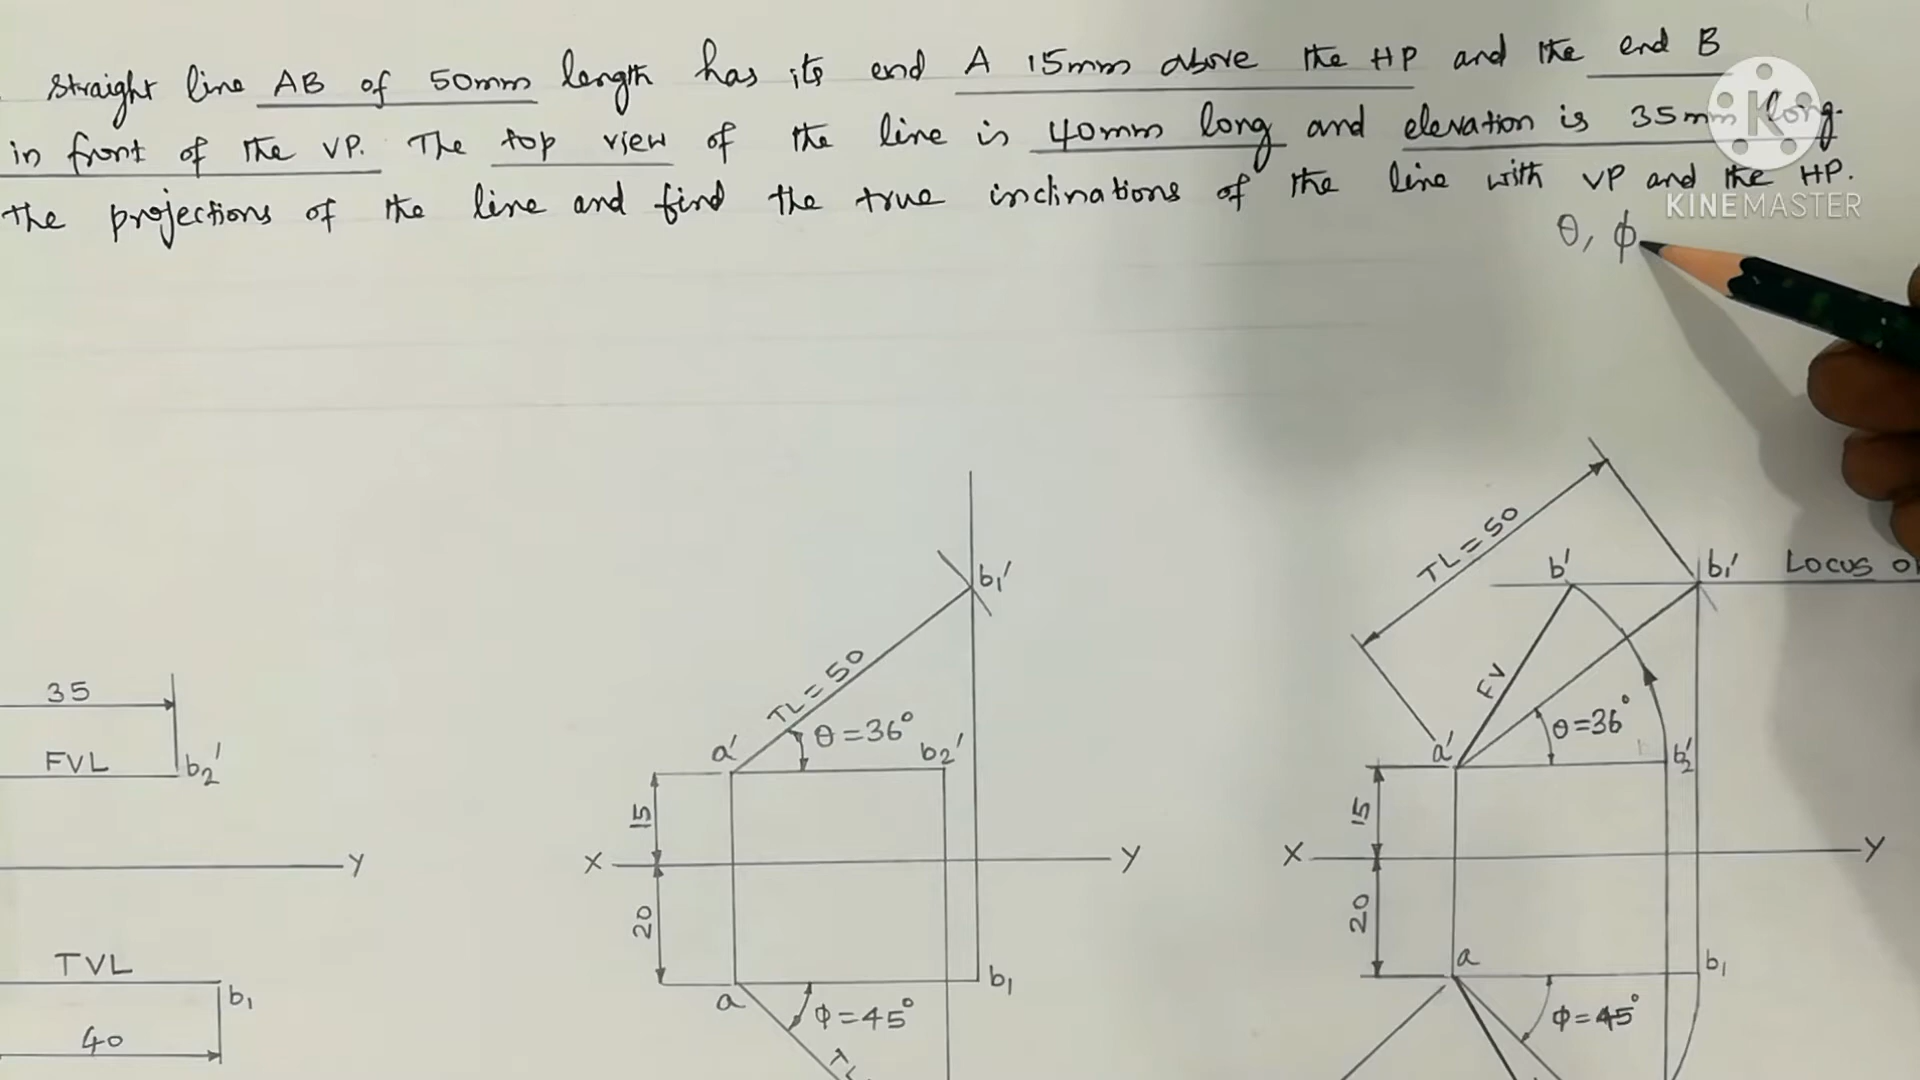 straight line AB of 50mm length has its end A 15mm above the HP and the end B
in front of the VP. The top view of the line is 40mm long and elevation is 35mm long.
the projections of the line and find the true inclinations of the line with VP and the HP.
K
KINEMASTER
θ, ϕ
35
FVL
b2'
Y
TVL
b1
40
b1'
TL = 50
θ = 36°
a'
b2'
15
X
Y
20
a
b1
ϕ = 45°
TL
TL = 50
b'
b1'
Locus
FV
θ = 36°
a'
b2'
15
X
Y
20
a
b1
ϕ = 45°